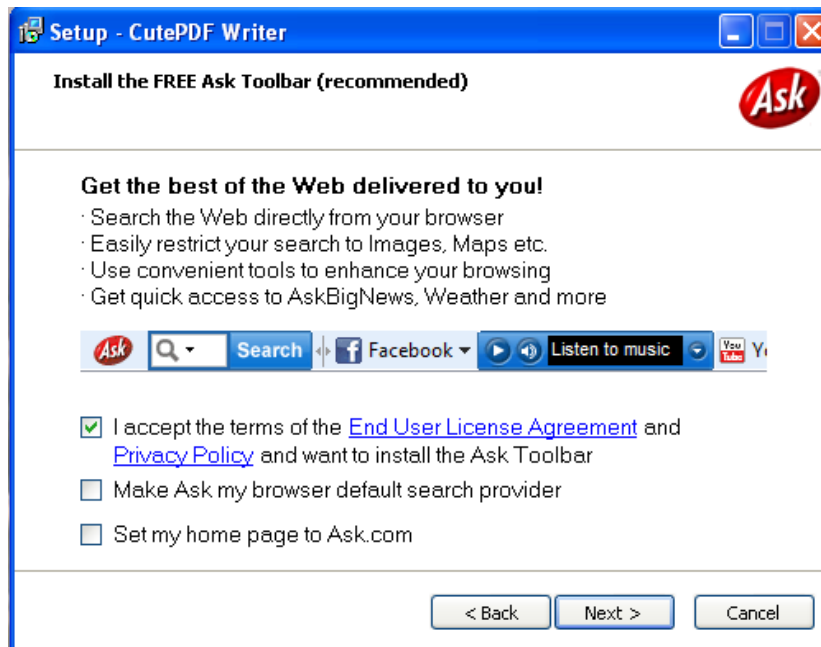 Setup - CutePDF Writer
Install the FREE Ask Toolbar (recommended)
Ask
Get the best of the Web delivered to you!
· Search the Web directly from your browser
· Easily restrict your search to Images, Maps etc.
· Use convenient tools to enhance your browsing
· Get quick access to AskBigNews, Weather and more
Ask Search Facebook Listen to music You Tube Yo
I accept the terms of the End User License Agreement and
Privacy Policy and want to install the Ask Toolbar
Make Ask my browser default search provider
Set my home page to Ask.com
< Back Next > Cancel